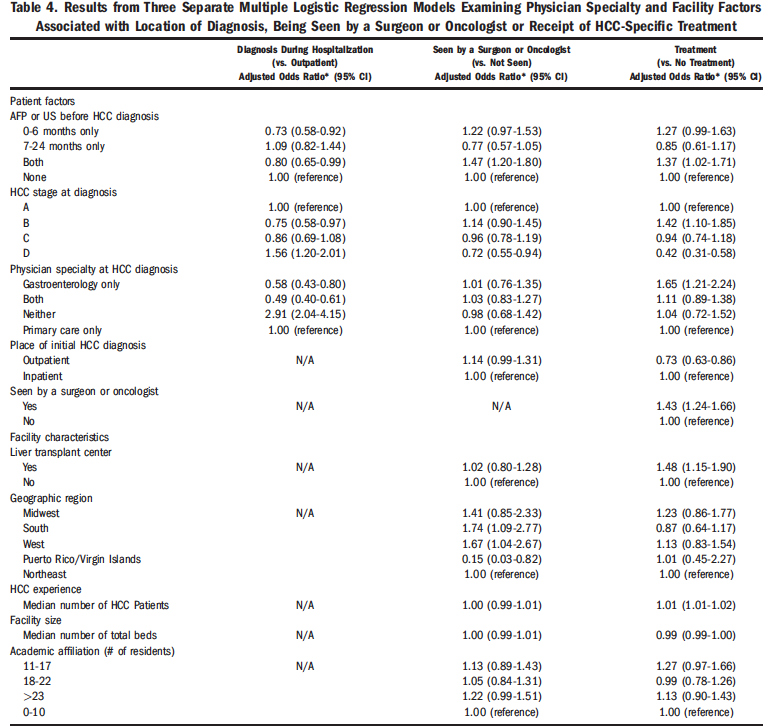 Table 4. Results from Three Separate Multiple Logistic Regression Models Examining Physician Specialty and Facility Factors
Associated with Location of Diagnosis, Being Seen by a Surgeon or Oncologist or Receipt of HCC-Specific Treatment
Diagnosis During Hospitalization (vs. Outpatient) Adjusted Odds Ratio* (95% CI)
Seen by a Surgeon or Oncologist (vs. Not Seen) Adjusted Odds Ratio* (95% CI)
Treatment (vs. No Treatment) Adjusted Odds Ratio* (95% CI)
Patient factors
AFP or US before HCC diagnosis
0-6 months only 0.73 (0.58-0.92) 1.22 (0.97-1.53) 1.27 (0.99-1.63)
7-24 months only 1.09 (0.82-1.44) 0.77 (0.57-1.05) 0.85 (0.61-1.17)
Both 0.80 (0.65-0.99) 1.47 (1.20-1.80) 1.37 (1.02-1.71)
None 1.00 (reference) 1.00 (reference) 1.00 (reference)
HCC stage at diagnosis
A 1.00 (reference) 1.00 (reference) 1.00 (reference)
B 0.75 (0.58-0.97) 1.14 (0.90-1.45) 1.42 (1.10-1.85)
C 0.86 (0.69-1.08) 0.96 (0.78-1.19) 0.94 (0.74-1.18)
D 1.56 (1.20-2.01) 0.72 (0.55-0.94) 0.42 (0.31-0.58)
Physician specialty at HCC diagnosis
Gastroenterology only 0.58 (0.43-0.80) 1.01 (0.76-1.35) 1.65 (1.21-2.24)
Both 0.49 (0.40-0.61) 1.03 (0.83-1.27) 1.11 (0.89-1.38)
Neither 2.91 (2.04-4.15) 0.98 (0.68-1.42) 1.04 (0.72-1.52)
Primary care only 1.00 (reference) 1.00 (reference) 1.00 (reference)
Place of initial HCC diagnosis
Outpatient N/A 1.14 (0.99-1.31) 0.73 (0.63-0.86)
Inpatient 1.00 (reference) 1.00 (reference)
Seen by a surgeon or oncologist
Yes N/A N/A 1.43 (1.24-1.66)
No 1.00 (reference)
Facility characteristics
Liver transplant center
Yes N/A 1.02 (0.80-1.28) 1.48 (1.15-1.90)
No 1.00 (reference) 1.00 (reference)
Geographic region
Midwest N/A 1.41 (0.85-2.33) 1.23 (0.86-1.77)
South 1.74 (1.09-2.77) 0.87 (0.64-1.17)
West 1.67 (1.04-2.67) 1.13 (0.83-1.54)
Puerto Rico/Virgin Islands 0.15 (0.03-0.82) 1.01 (0.45-2.27)
Northeast 1.00 (reference) 1.00 (reference)
HCC experience
Median number of HCC Patients N/A 1.00 (0.99-1.01) 1.01 (1.01-1.02)
Facility size
Median number of total beds N/A 1.00 (0.99-1.01) 0.99 (0.99-1.00)
Academic affiliation (# of residents)
11-17 N/A 1.13 (0.89-1.43) 1.27 (0.97-1.66)
18-22 1.05 (0.84-1.31) 0.99 (0.78-1.26)
>23 1.22 (0.99-1.51) 1.13 (0.90-1.43)
0-10 1.00 (reference) 1.00 (reference)